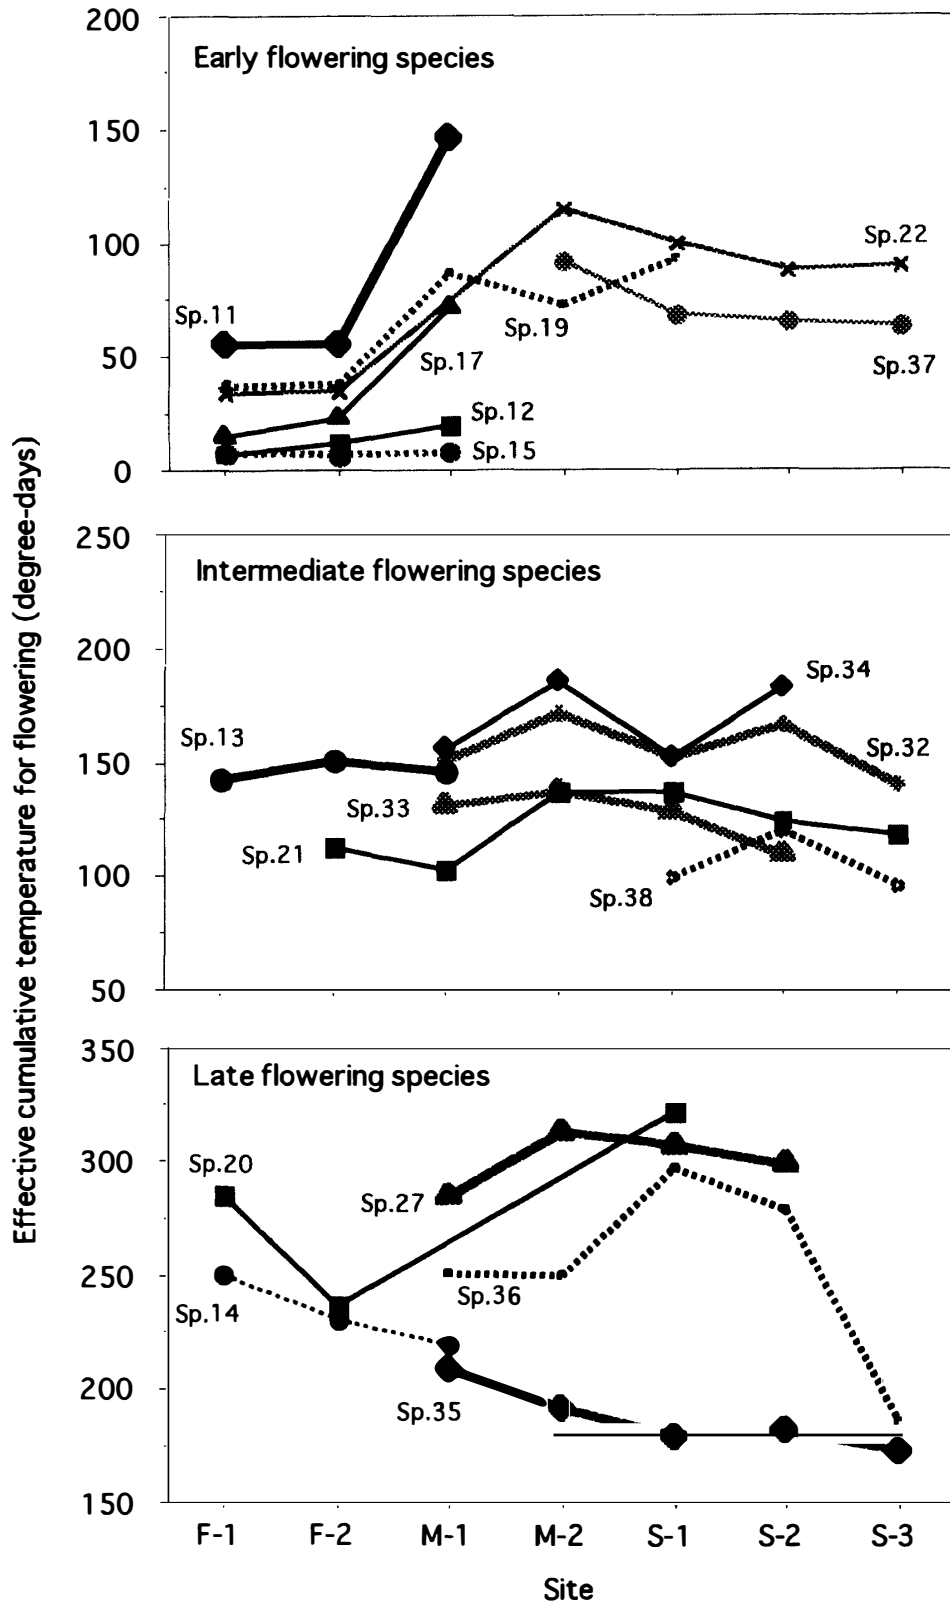 Effective cumulative temperature for flowering (degree-days)
200
Early flowering species
150
100
Sp.22
Sp.11
Sp.19
50
Sp.17
Sp.37
Sp.12
0
Sp.15
250
Intermediate flowering species
200
Sp.34
Sp.13
Sp.32
150
Sp.33
Sp.21
100
Sp.38
50
350
Late flowering species
300
Sp.20
Sp.27
250
Sp.36
Sp.14
200
Sp.35
150
F-1 F-2 M-1 M-2 S-1 S-2 S-3
Site